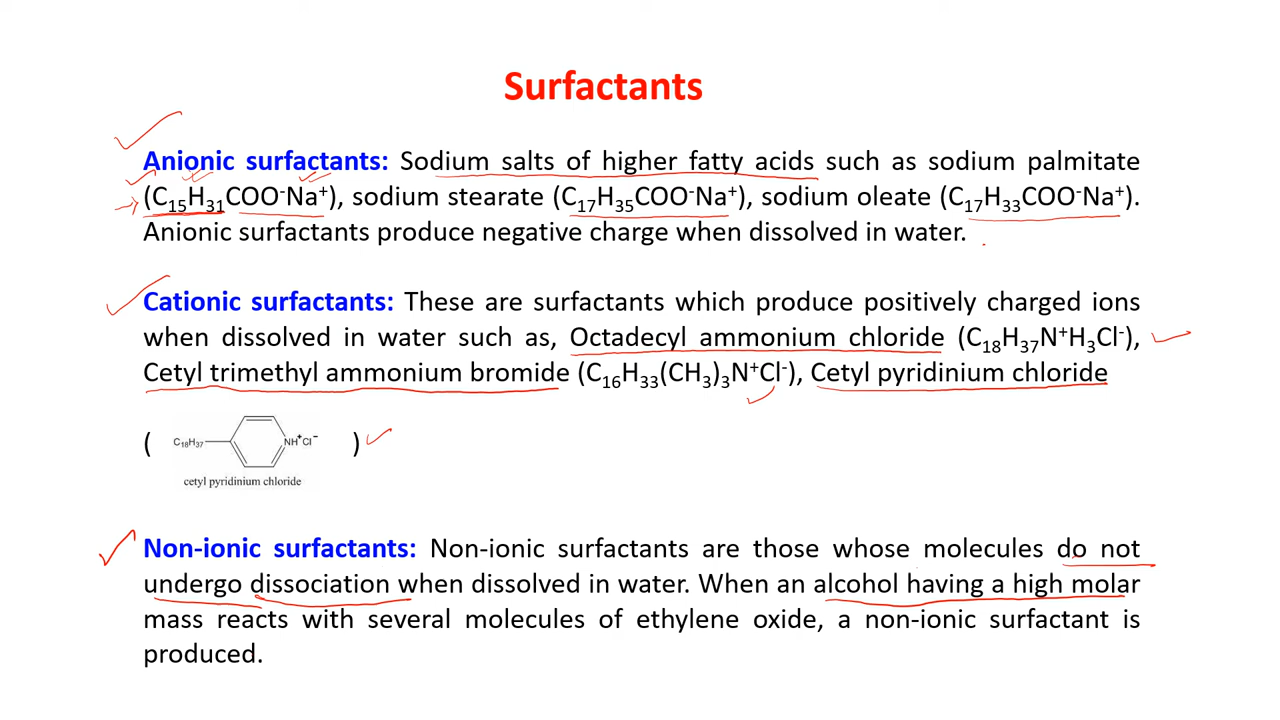 Surfactants
Anionic surfactants: Sodium salts of higher fatty acids such as sodium palmitate
(C₁₅H₃₁COO⁻Na⁺), sodium stearate (C₁₇H₃₅COO⁻Na⁺), sodium oleate (C₁₇H₃₃COO⁻Na⁺).
Anionic surfactants produce negative charge when dissolved in water.
Cationic surfactants: These are surfactants which produce positively charged ions
when dissolved in water such as, Octadecyl ammonium chloride (C₁₈H₃₇N⁺H₃Cl⁻),
Cetyl trimethyl ammonium bromide (C₁₆H₃₃(CH₃)₃N⁺Cl⁻), Cetyl pyridinium chloride
( C₁₈H₃₇ NH⁺Cl⁻ )
cetyl pyridinium chloride
Non-ionic surfactants: Non-ionic surfactants are those whose molecules do not
undergo dissociation when dissolved in water. When an alcohol having a high molar
mass reacts with several molecules of ethylene oxide, a non-ionic surfactant is
produced.